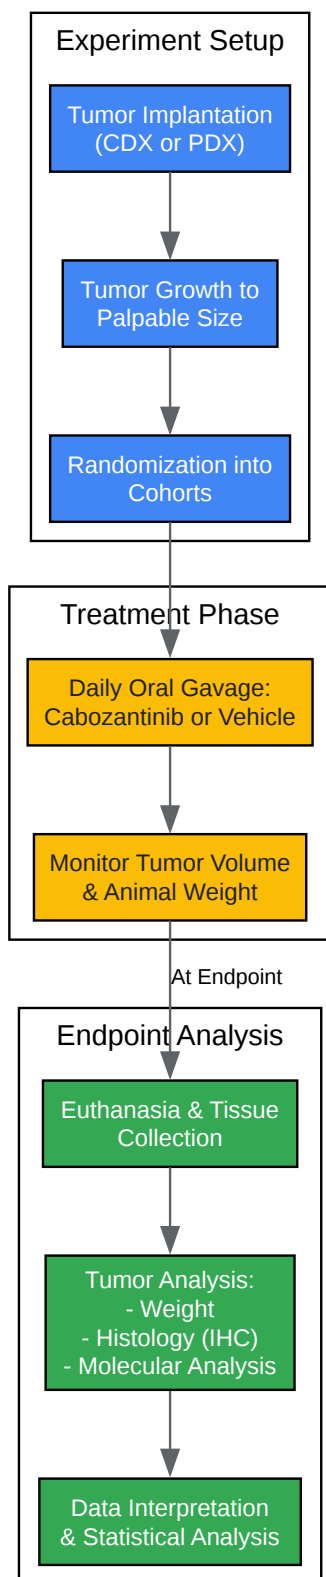 Experiment Setup
Tumor Implantation
(CDX or PDX)
Tumor Growth to
Palpable Size
Randomization into
Cohorts
Treatment Phase
Daily Oral Gavage:
Cabozantinib or Vehicle
Monitor Tumor Volume
& Animal Weight
At Endpoint
Endpoint Analysis
Euthanasia & Tissue
Collection
Tumor Analysis:
- Weight
- Histology (IHC)
- Molecular Analysis
Data Interpretation
& Statistical Analysis